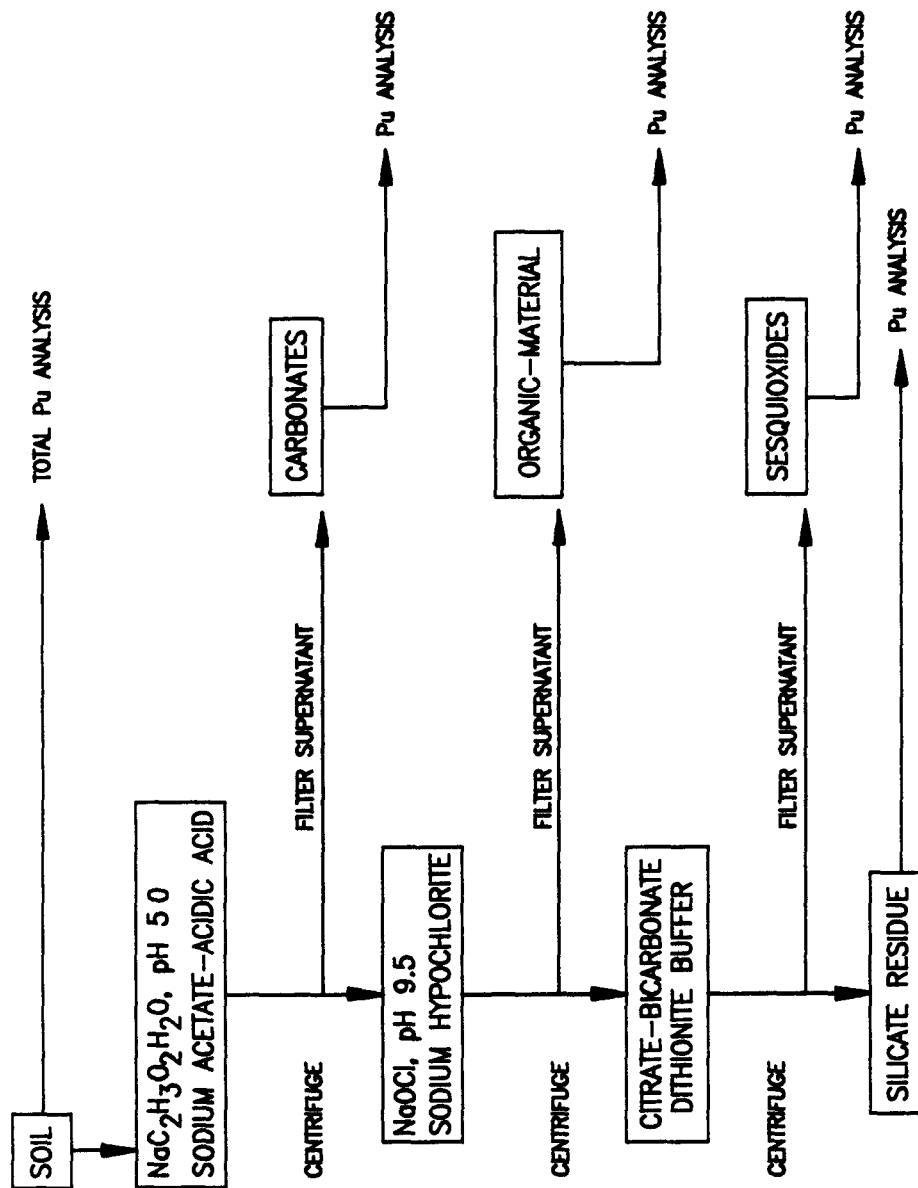 SOIL
TOTAL Pu ANALYSIS
NaC2H3O2H2O, pH 5 0
SODIUM ACETATE-ACIDIC ACID
CENTRIFUGE
FILTER SUPERNATANT
CARBONATES
Pu ANALYSIS
NaOCl, pH 9.5
SODIUM HYPOCHLORITE
CENTRIFUGE
FILTER SUPERNATANT
ORGANIC-MATERIAL
Pu ANALYSIS
CITRATE-BICARBONATE
DITHIONITE BUFFER
CENTRIFUGE
FILTER SUPERNATANT
SESQUIOXIDES
Pu ANALYSIS
SILICATE RESIDUE
Pu ANALYSIS